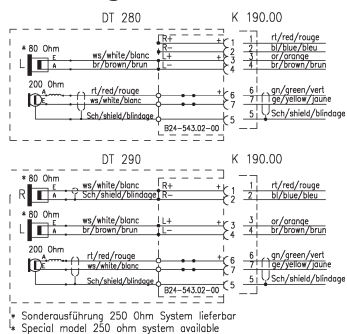 DT 280
K 190.00
* 80 Ohm
R+
R-
L+
L-
ws/white/blanc
br/brown/brun
L
E
A
+
1
2
3
4
rt/red/rouge
bl/blue/bleu
or/orange
br/brown/brun
200 Ohm
A
E
rt/red/rouge
ws/white/blanc
Sch/shield/blindage
+
6
7
5
gn/green/vert
ge/yellow/jaune
Sch/shield/blindage
B24-543.02-00
DT 290
K 190.00
* 80 Ohm
R
E
A
ws/white/blanc
Sch/shield/blindage
R+
R-
+
1
2
rt/red/rouge
bl/blue/bleu
* 80 Ohm
L
E
A
ws/white/blanc
br/brown/brun
L+
L-
+
3
4
or/orange
br/brown/brun
200 Ohm
A
E
rt/red/rouge
ws/white/blanc
Sch/shield/blindage
+
6
7
5
gn/green/vert
ge/yellow/jaune
Sch/shield/blindage
B24-543.02-00
* Sonderausführung 250 Ohm System lieferbar
* Special model 250 ohm system available